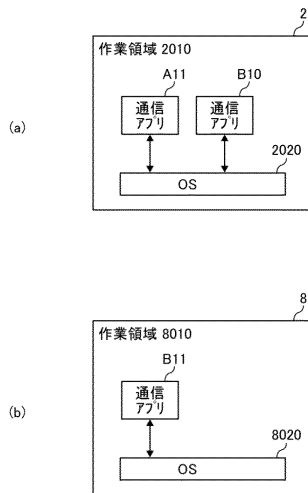 2
作業領域 2010
A11
B10
(a)
通信
アプリ
通信
アプリ
2020
OS
8
作業領域 8010
B11
(b)
通信
アプリ
8020
OS